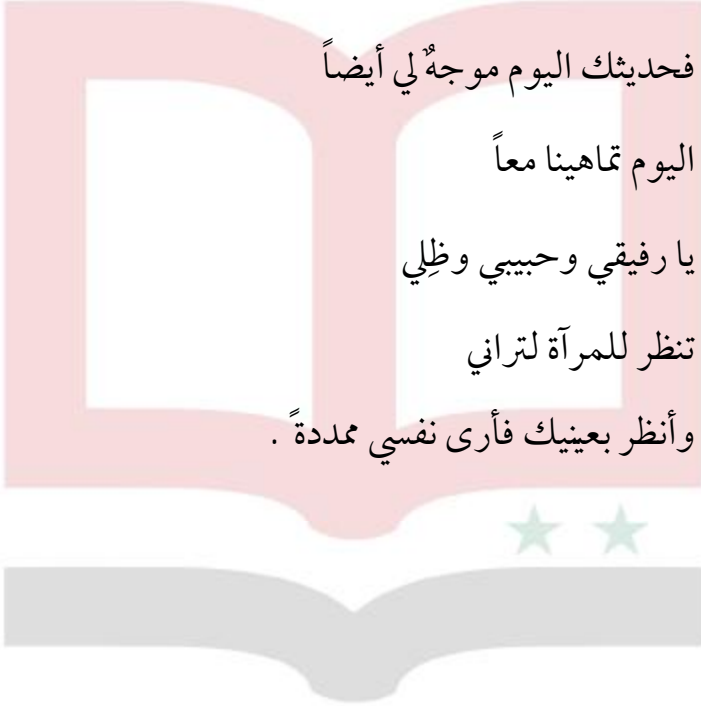 فحديثك اليوم موجهٌ لي أيضاً
اليوم تماهينا معاً
يا رفيقي وحبيبي وظِلي
تنظر للمرآة لتراني
وأنظر بعينيك فأرى نفسي ممددةً .